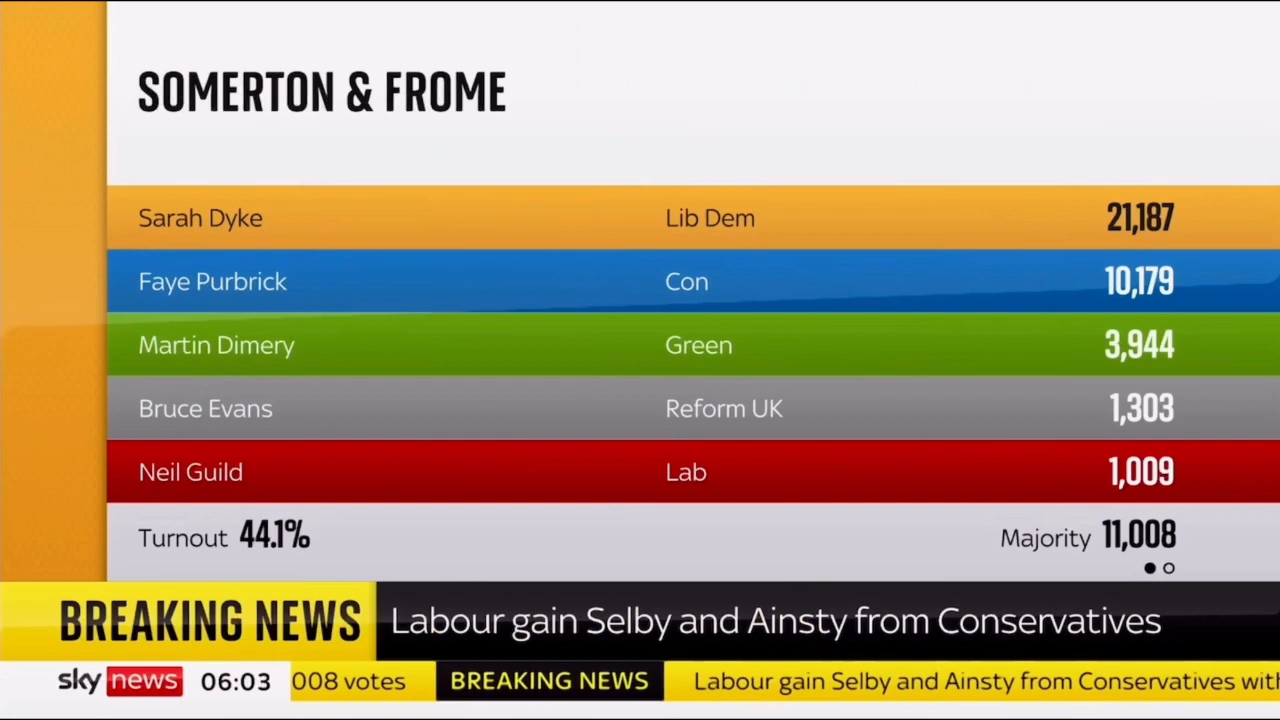 SOMERTON & FROME
Sarah Dyke Lib Dem 21,187
Faye Purbrick Con 10,179
Martin Dimery Green 3,944
Bruce Evans Reform UK 1,303
Neil Guild Lab 1,009
Turnout 44.1% Majority 11,008
BREAKING NEWS Labour gain Selby and Ainsty from Conservatives
sky news 06:03 008 votes BREAKING NEWS Labour gain Selby and Ainsty from Conservatives with